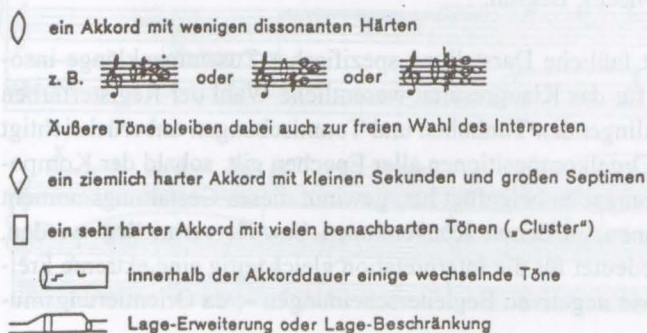 ein Akkord mit wenigen dissonanten Härten
z. B. oder oder
Äußere Töne bleiben dabei auch zur freien Wahl des Interpreten
ein ziemlich harter Akkord mit kleinen Sekunden und großen Septimen
ein sehr harter Akkord mit vielen benachbarten Tönen („Cluster“)
innerhalb der Akkorddauer einige wechselnde Töne
Lage-Erweiterung oder Lage-Beschränkung